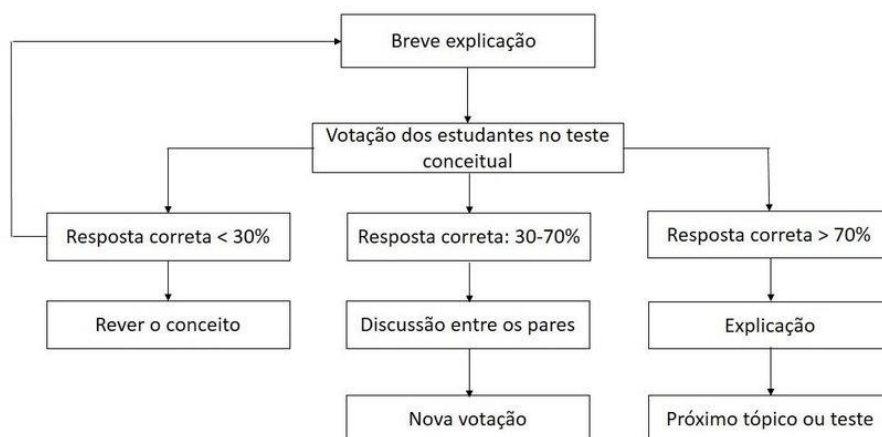 Breve explicação
Votação dos estudantes no teste
conceitual
Resposta correta < 30%
Resposta correta: 30-70%
Resposta correta > 70%
Rever o conceito
Discussão entre os pares
Explicação
Nova votação
Próximo tópico ou teste